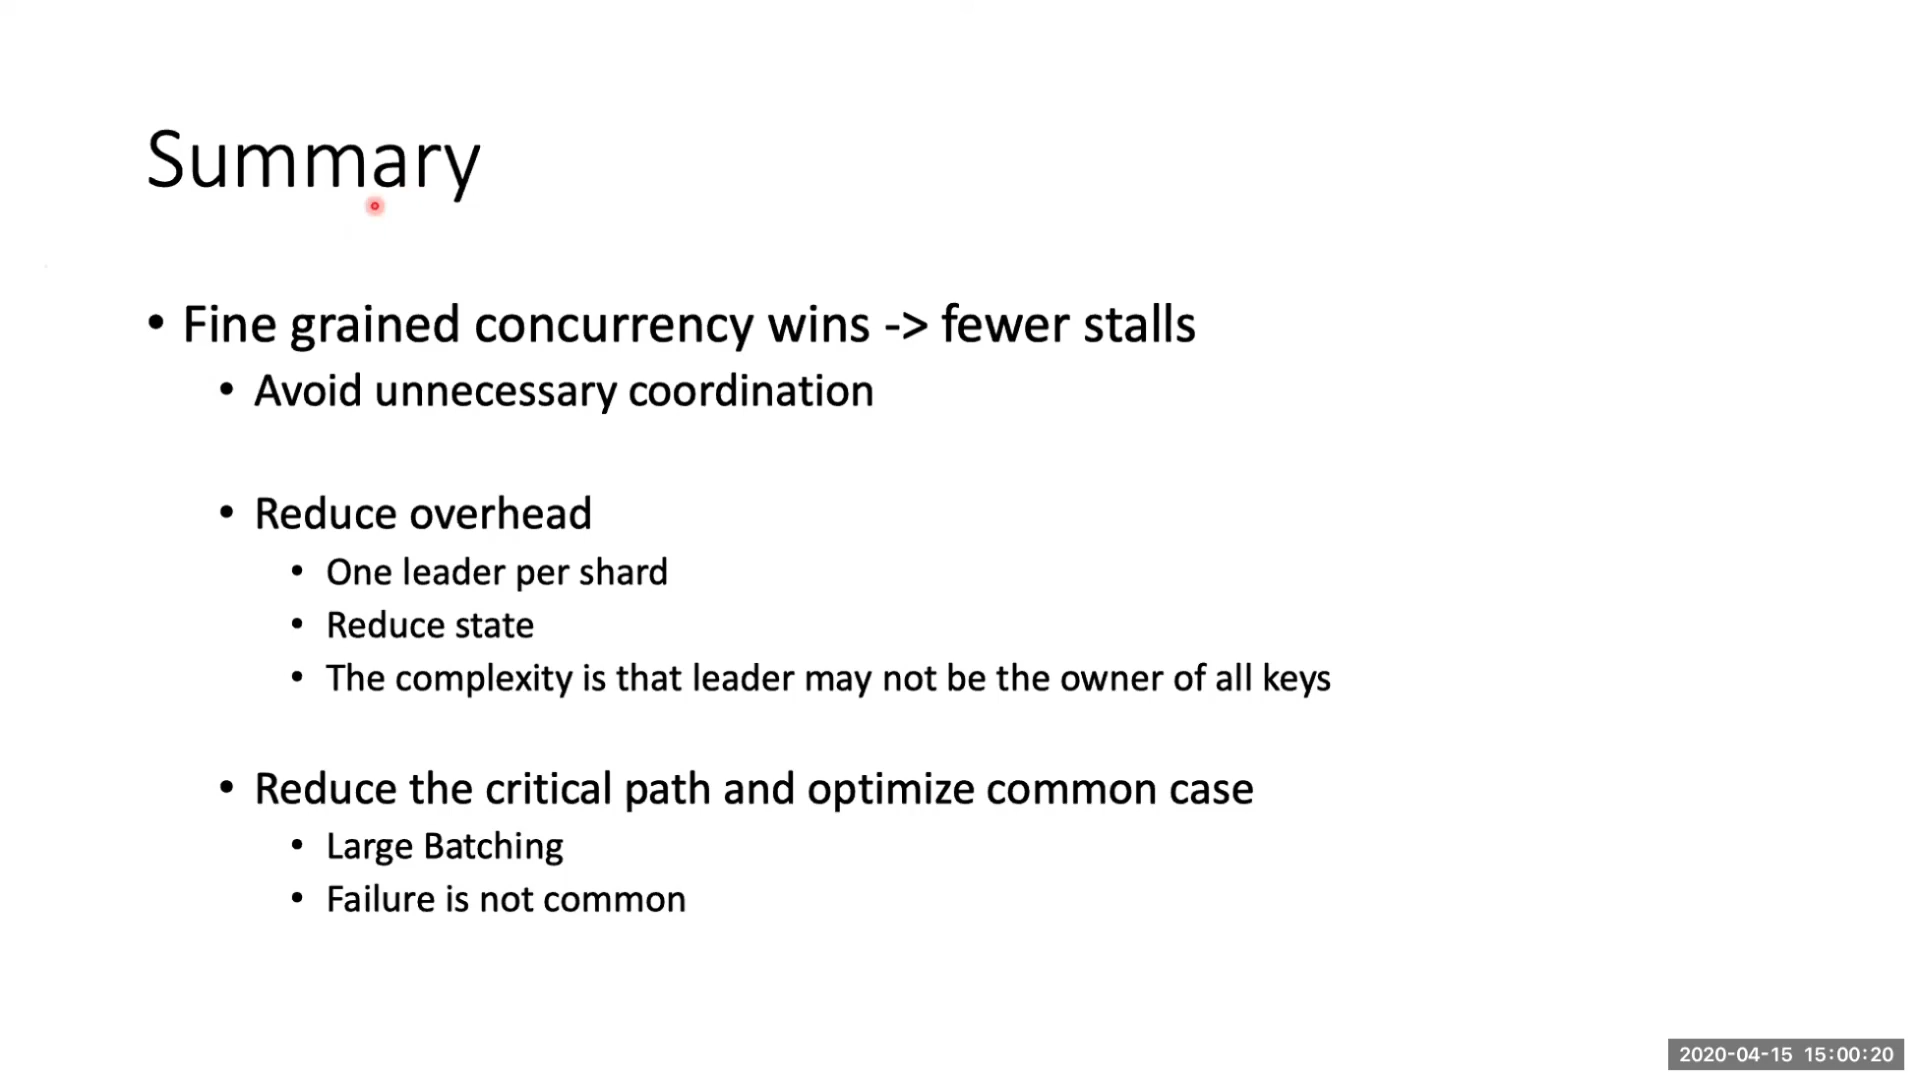 Summary
• Fine grained concurrency wins -> fewer stalls
• Avoid unnecessary coordination
• Reduce overhead
• One leader per shard
• Reduce state
• The complexity is that leader may not be the owner of all keys
• Reduce the critical path and optimize common case
• Large Batching
• Failure is not common
2020-04-15 15:00:20